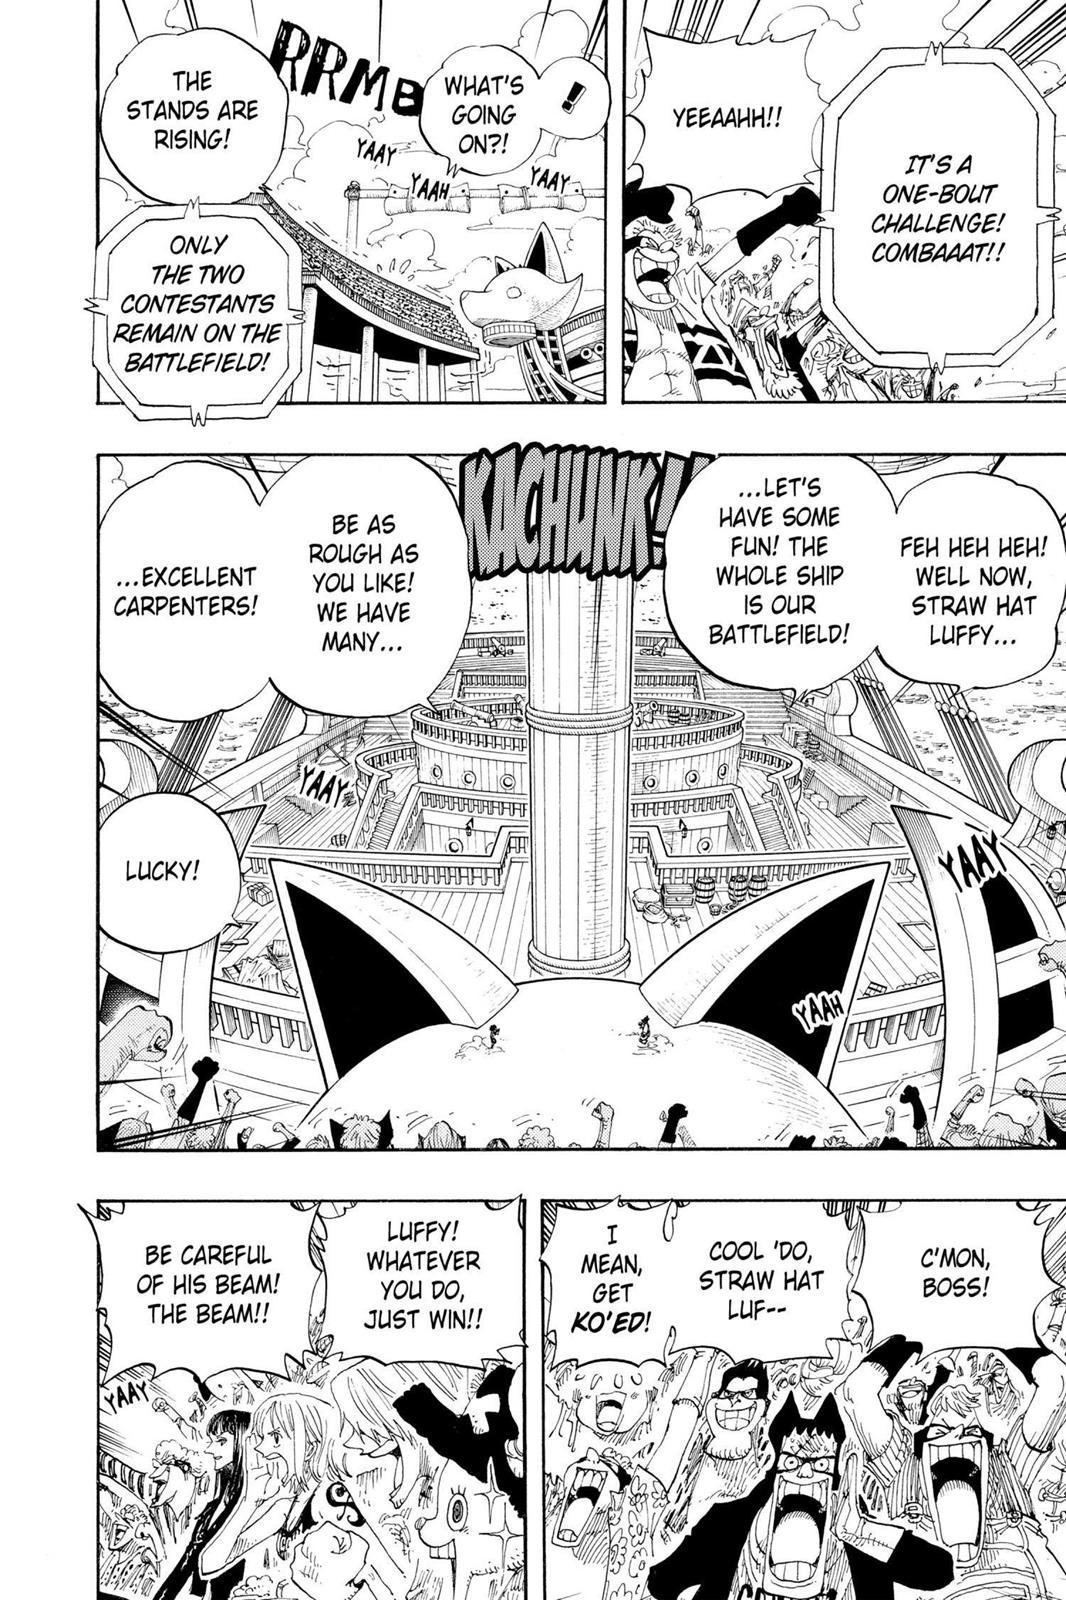 IT'S A
ONE-BOUT
CHALLENGE!
COMBAAAT!!
YEEAAHH!!
!
WHAT'S
GOING
ON?!
RRMB
YAAY
YAAH
YAAY
THE
STANDS ARE
RISING!
ONLY
THE TWO
CONTESTANTS
REMAIN ON THE
BATTLEFIELD!
FEH HEH HEH!
WELL NOW,
STRAW HAT
LUFFY...
...LET'S
HAVE SOME
FUN! THE
WHOLE SHIP
IS OUR
BATTLEFIELD!
KACHUNK!!
BE AS
ROUGH AS
YOU LIKE!
WE HAVE
MANY...
...EXCELLENT
CARPENTERS!
YAAY
YAAY
YAAH
LUCKY!
C'MON,
BOSS!
COOL 'DO,
STRAW HAT
LUF--
I
MEAN,
GET
KO'ED!
LUFFY!
WHATEVER
YOU DO,
JUST WIN!!
BE CAREFUL
OF HIS BEAM!
THE BEAM!!
YAAY